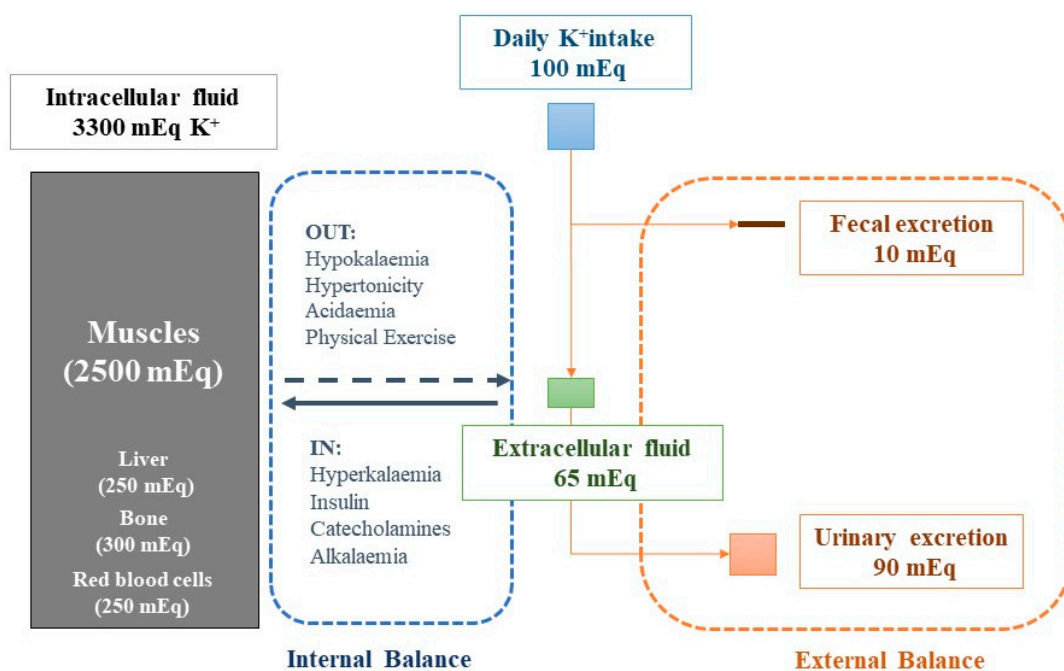 Daily K⁺intake
100 mEq
Intracellular fluid
3300 mEq K⁺
Muscles
(2500 mEq)
Liver
(250 mEq)
Bone
(300 mEq)
Red blood cells
(250 mEq)
OUT:
Hypokalaemia
Hypertonicity
Acidaemia
Physical Exercise
IN:
Hyperkalaemia
Insulin
Catecholamines
Alkalaemia
Internal Balance
Extracellular fluid
65 mEq
Fecal excretion
10 mEq
Urinary excretion
90 mEq
External Balance